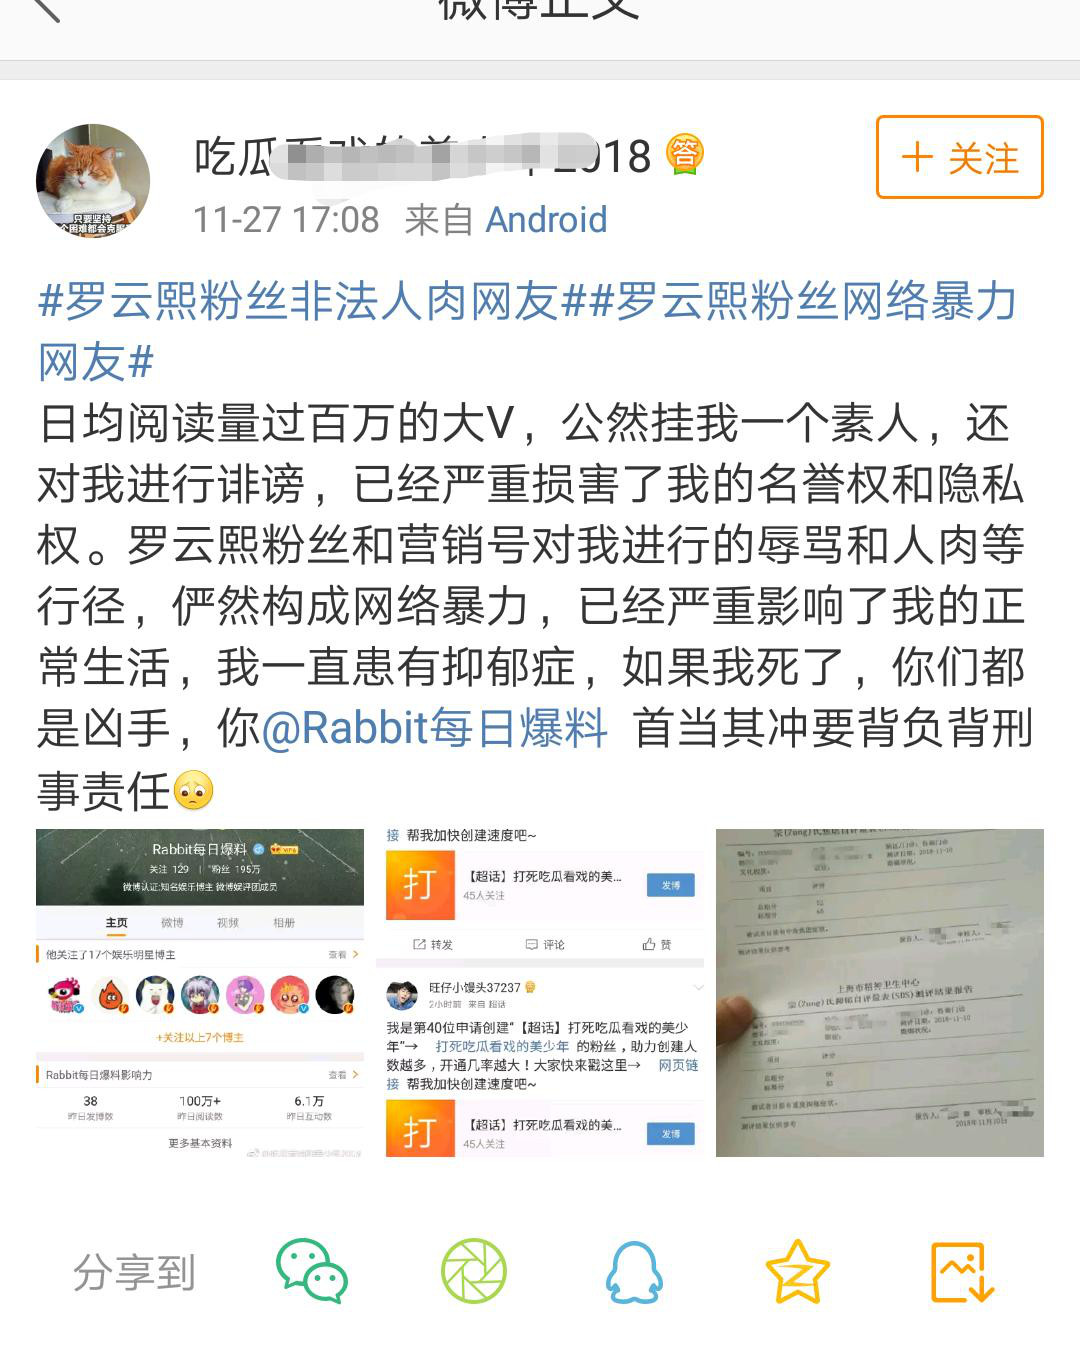 微博正文
吃瓜 18 答
+ 关注
11-27 17:08 来自 Android
只要坚持
#罗云熙粉丝非法人肉网友##罗云熙粉丝网络暴力
网友#
日均阅读量过百万的大V，公然挂我一个素人，还
对我进行诽谤，已经严重损害了我的名誉权和隐私
权。罗云熙粉丝和营销号对我进行的辱骂和人肉等
行径，俨然构成网络暴力，已经严重影响了我的正
常生活，我一直患有抑郁症，如果我死了，你们都
是凶手，你@Rabbit每日爆料 首当其冲要背负背刑
事责任
Rabbit每日爆料
关注 129 | 粉丝 195万
微博认证:知名娱乐博主 微博娱评团成员
主页 微博 视频 相册
他关注了17个娱乐明星博主 查看
+关注以上7个博主
Rabbit每日爆料影响力 查看
38 100万+ 6.1万
昨日发博数 昨日阅读数 昨日互动数
更多基本资料
接 帮我加快创建速度吧~
打
【超话】打死吃瓜看戏的美...
45人关注
发博
转发 评论 赞
旺仔小馒头37237
2小时前 来自 超话
我是第40位申请创建“【超话】打死吃瓜看戏的美少
年”→ 打死吃瓜看戏的美少年 的粉丝，助力创建人
数越多，开通几率越大！大家快来戳这里→ 网页链
接 帮我加快创建速度吧~
打
【超话】打死吃瓜看戏的美...
45人关注
发博
上海市精神卫生中心
宗(Zung)氏抑郁自评量表(SDS)测评结果报告
2018年11月10日
分享到